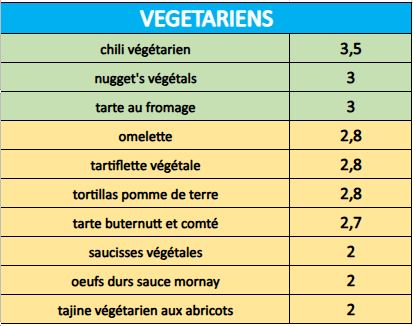 VEGETARIENS
chili végétarien 3,5
nugget's végétals 3
tarte au fromage 3
omelette 2,8
tartiflette végétale 2,8
tortillas pomme de terre 2,8
tarte buternutt et comté 2,7
saucisses végétales 2
oeufs durs sauce mornay 2
tajine végétarien aux abricots 2